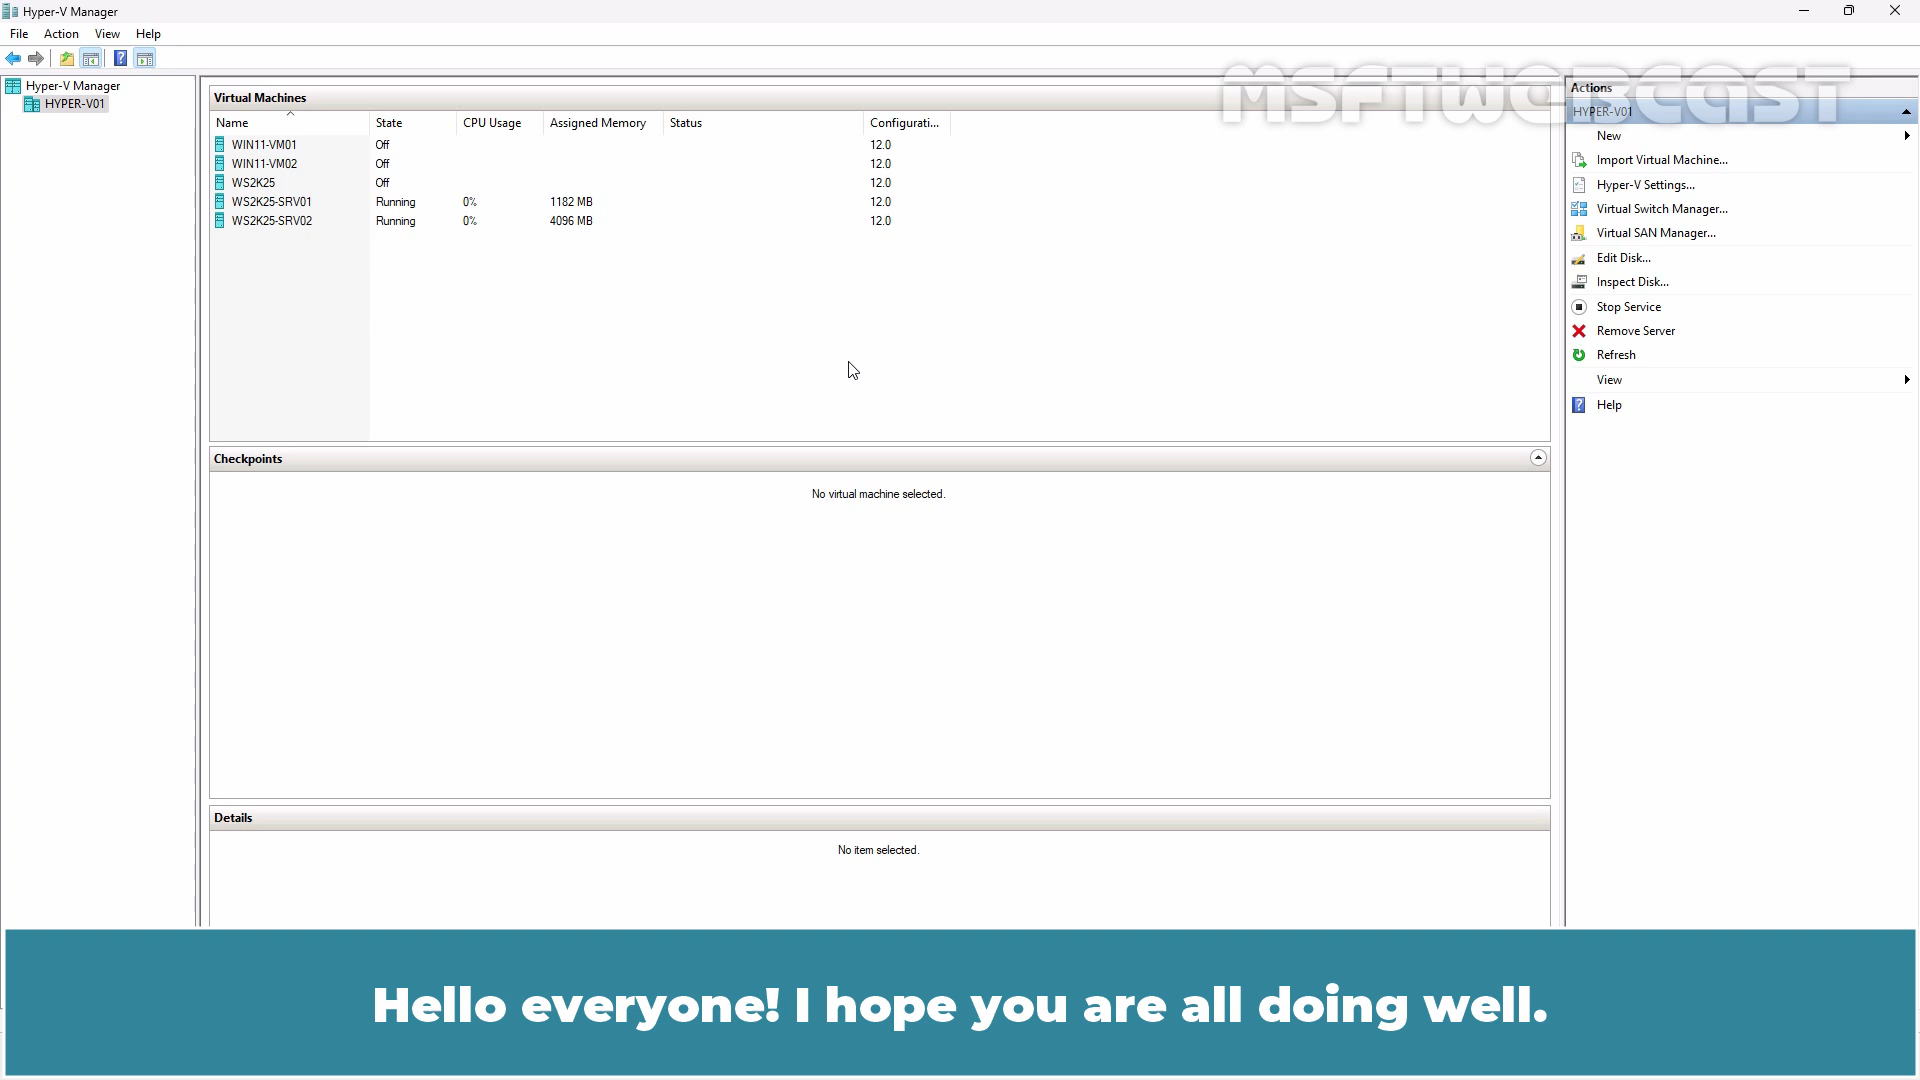 Hyper-V Manager
File Action View Help
Hyper-V Manager
HYPER-V01
Virtual Machines
Name State CPU Usage Assigned Memory Status Configurati...
WIN11-VM01 Off 12.0
WIN11-VM02 Off 12.0
WS2K25 Off 12.0
WS2K25-SRV01 Running 0% 1182 MB 12.0
WS2K25-SRV02 Running 0% 4096 MB 12.0
Checkpoints
No virtual machine selected.
Details
No item selected.
MSFTWEBCAST
Actions
HYPER-V01
New
Import Virtual Machine...
Hyper-V Settings...
Virtual Switch Manager...
Virtual SAN Manager...
Edit Disk...
Inspect Disk...
Stop Service
Remove Server
Refresh
View
Help
Hello everyone! I hope you are all doing well.